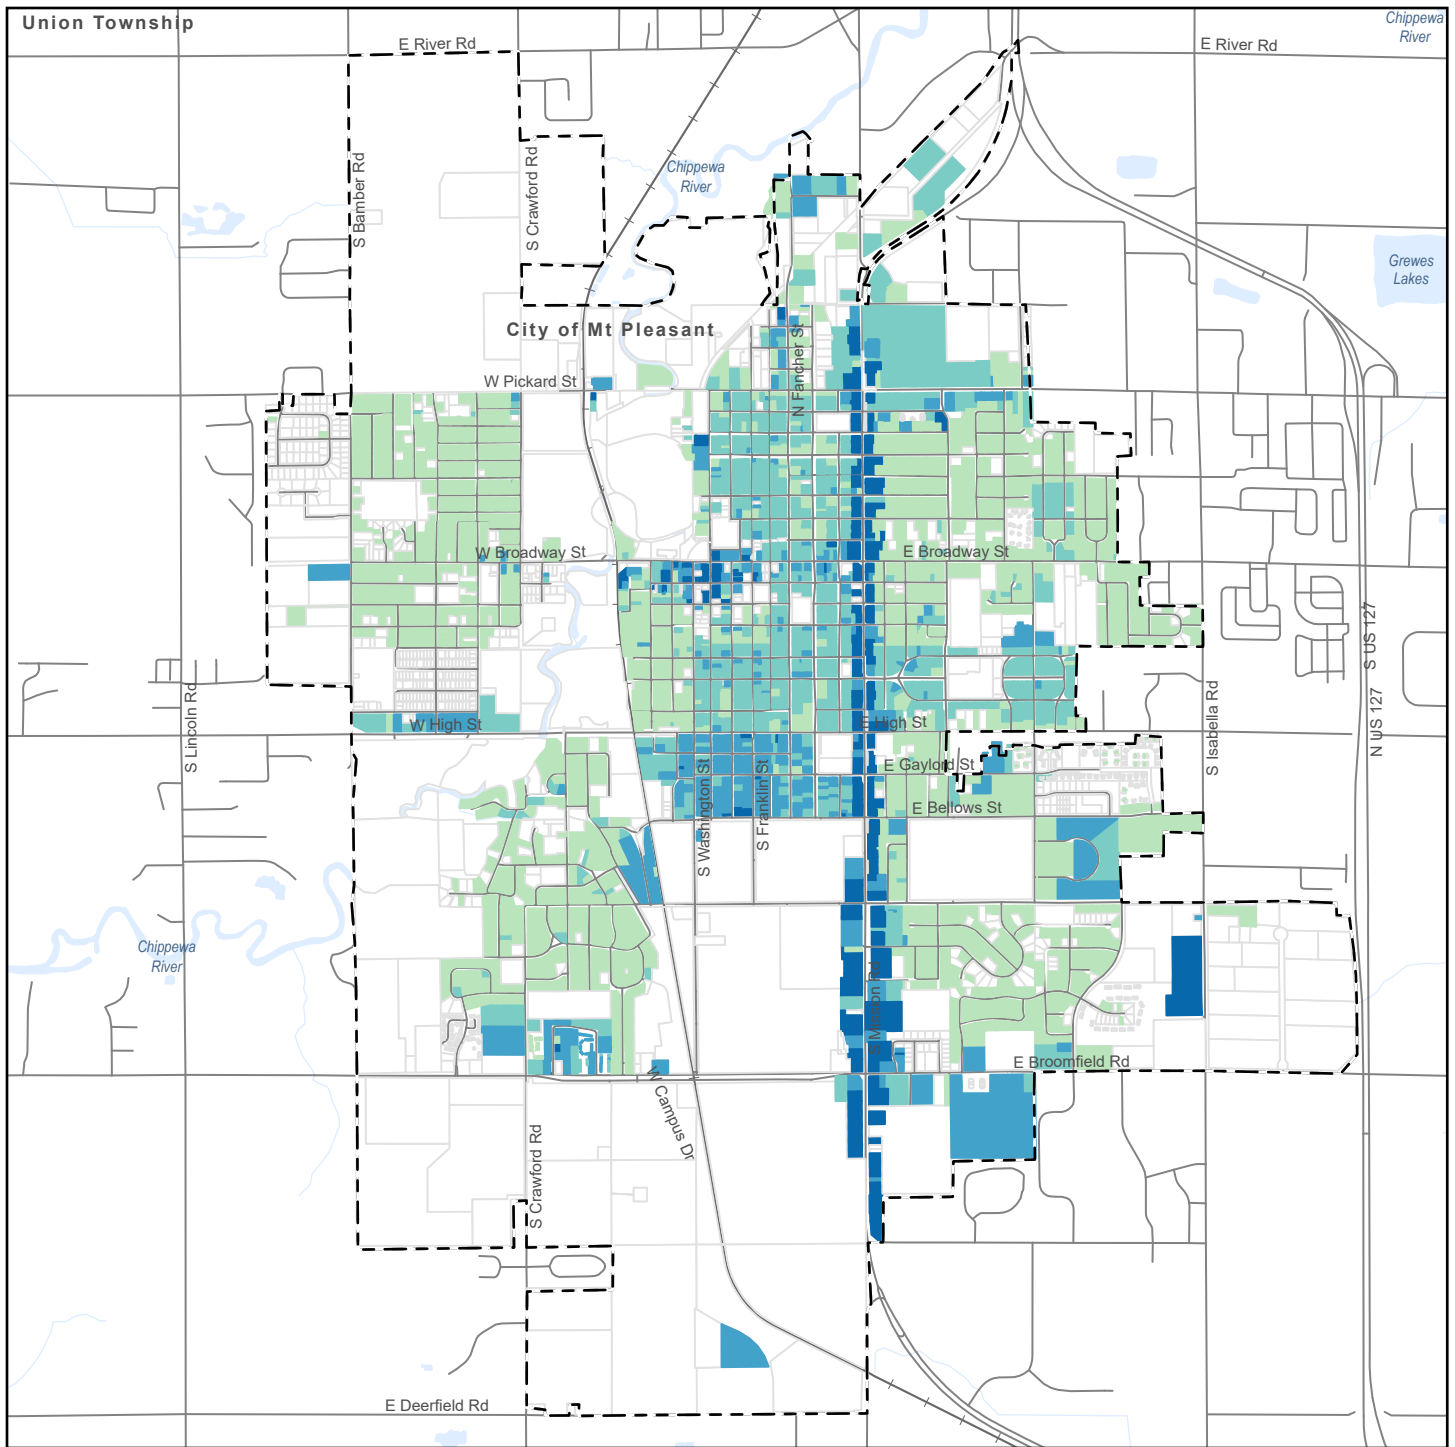 Union Township
Chippewa
River
E River Rd
E River Rd
S Bamber Rd
S Crawford Rd
Chippewa
River
Grewes
Lakes
City of Mt Pleasant
N Fancher St
W Pickard St
W Broadway St
E Broadway St
S US 127
N US 127
S Lincoln Rd
S Isabella Rd
W High St
E High St
E Gaylord St
S Washington St
S Franklin St
E Bellows St
Chippewa
River
S Mission Rd
E Broomfield Rd
W Campus Dr
S Crawford Rd
E Deerfield Rd